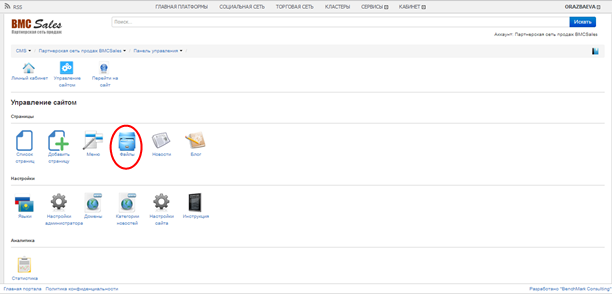 RSS
ГЛАВНАЯ ПЛАТФОРМЫ СОЦИАЛЬНАЯ СЕТЬ ТОРГОВАЯ СЕТЬ КЛАСТЕРЫ СЕРВИСЫ КАБИНЕТ ORAZBAEVA
BMC Sales
Партнерская сеть продаж
Поиск...
Искать
Аккаунт: Партнерская сеть продаж BMCSales
CMS Партнерская сеть продаж BMCSales Панель управления
Личный кабинет
Управление сайтом
Перейти на сайт
Управление сайтом
Страницы
Список страниц
Добавить страницу
Меню
Файлы
Новости
Блог
Настройки
Языки
Настройки администратора
Домены
Категории новостей
Настройки сайта
Инструкция
Аналитика
Статистика
Главная портала Политика конфиденциальности
Разработано "BenchMark Consulting"